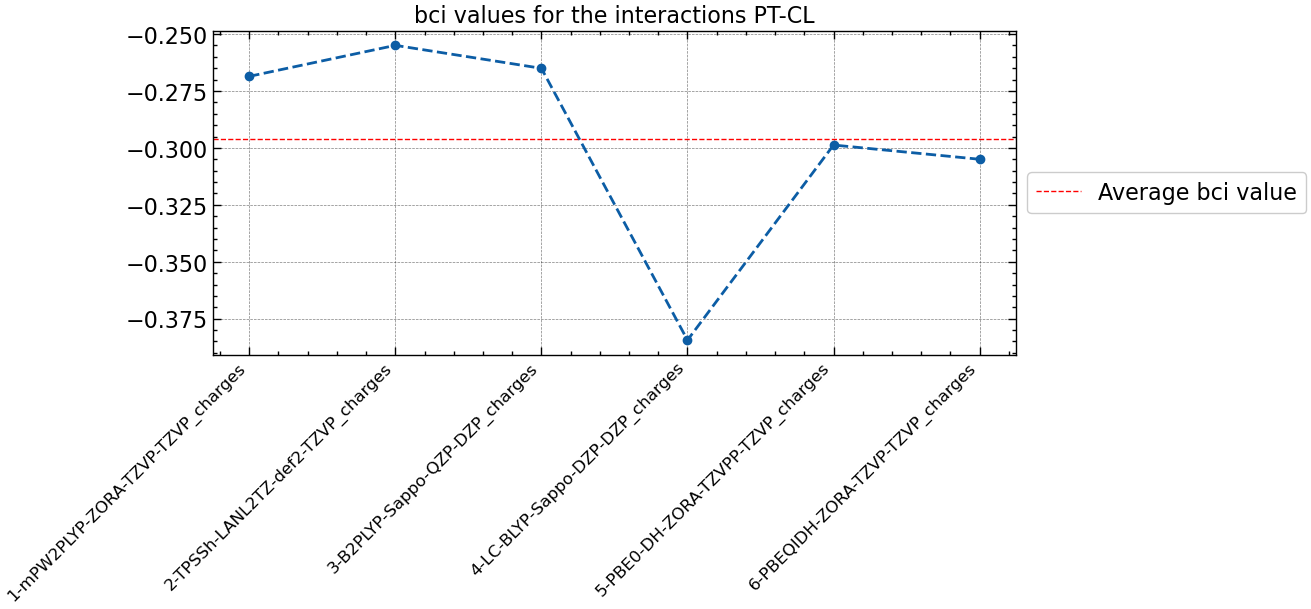 bci values for the interactions PT-CL
−0.250
−0.275
−0.300
−0.325
−0.350
−0.375
Average bci value
1-mPW2PLYP-ZORA-TZVP-TZVP_charges
2-TPSSh-LANL2TZ-def2-TZVP_charges
3-B2PLYP-Sappo-QZP-DZP_charges
4-LC-BLYP-Sappo-DZP-DZP_charges
5-PBE0-DH-ZORA-TZVPP-TZVP_charges
6-PBEQIDH-ZORA-TZVP-TZVP_charges